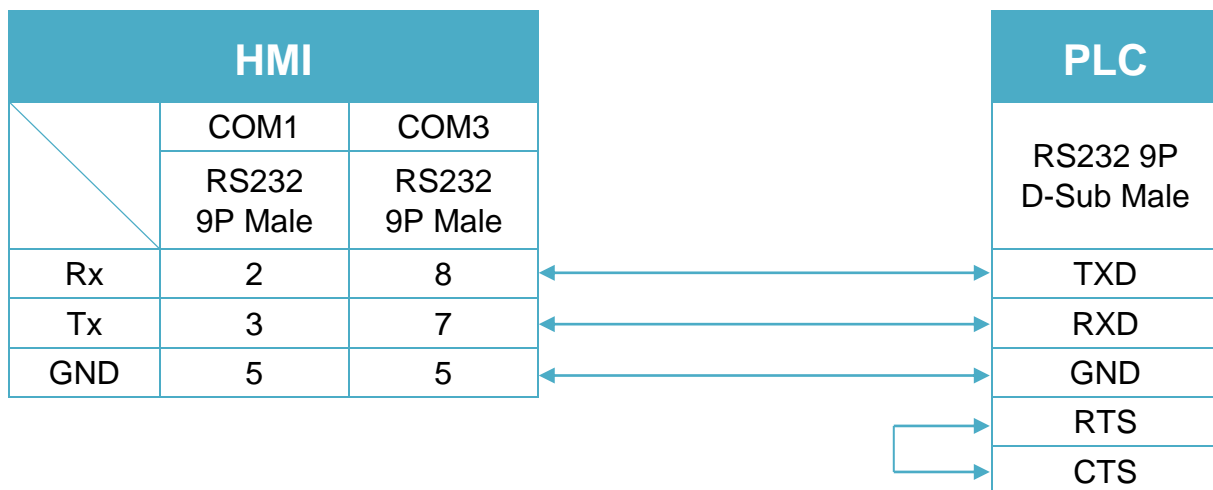 HMI
PLC
COM1 COM3
RS232
9P Male
RS232
9P Male
RS232 9P
D-Sub Male
Rx 2 8 TXD
Tx 3 7 RXD
GND 5 5 GND
RTS
CTS